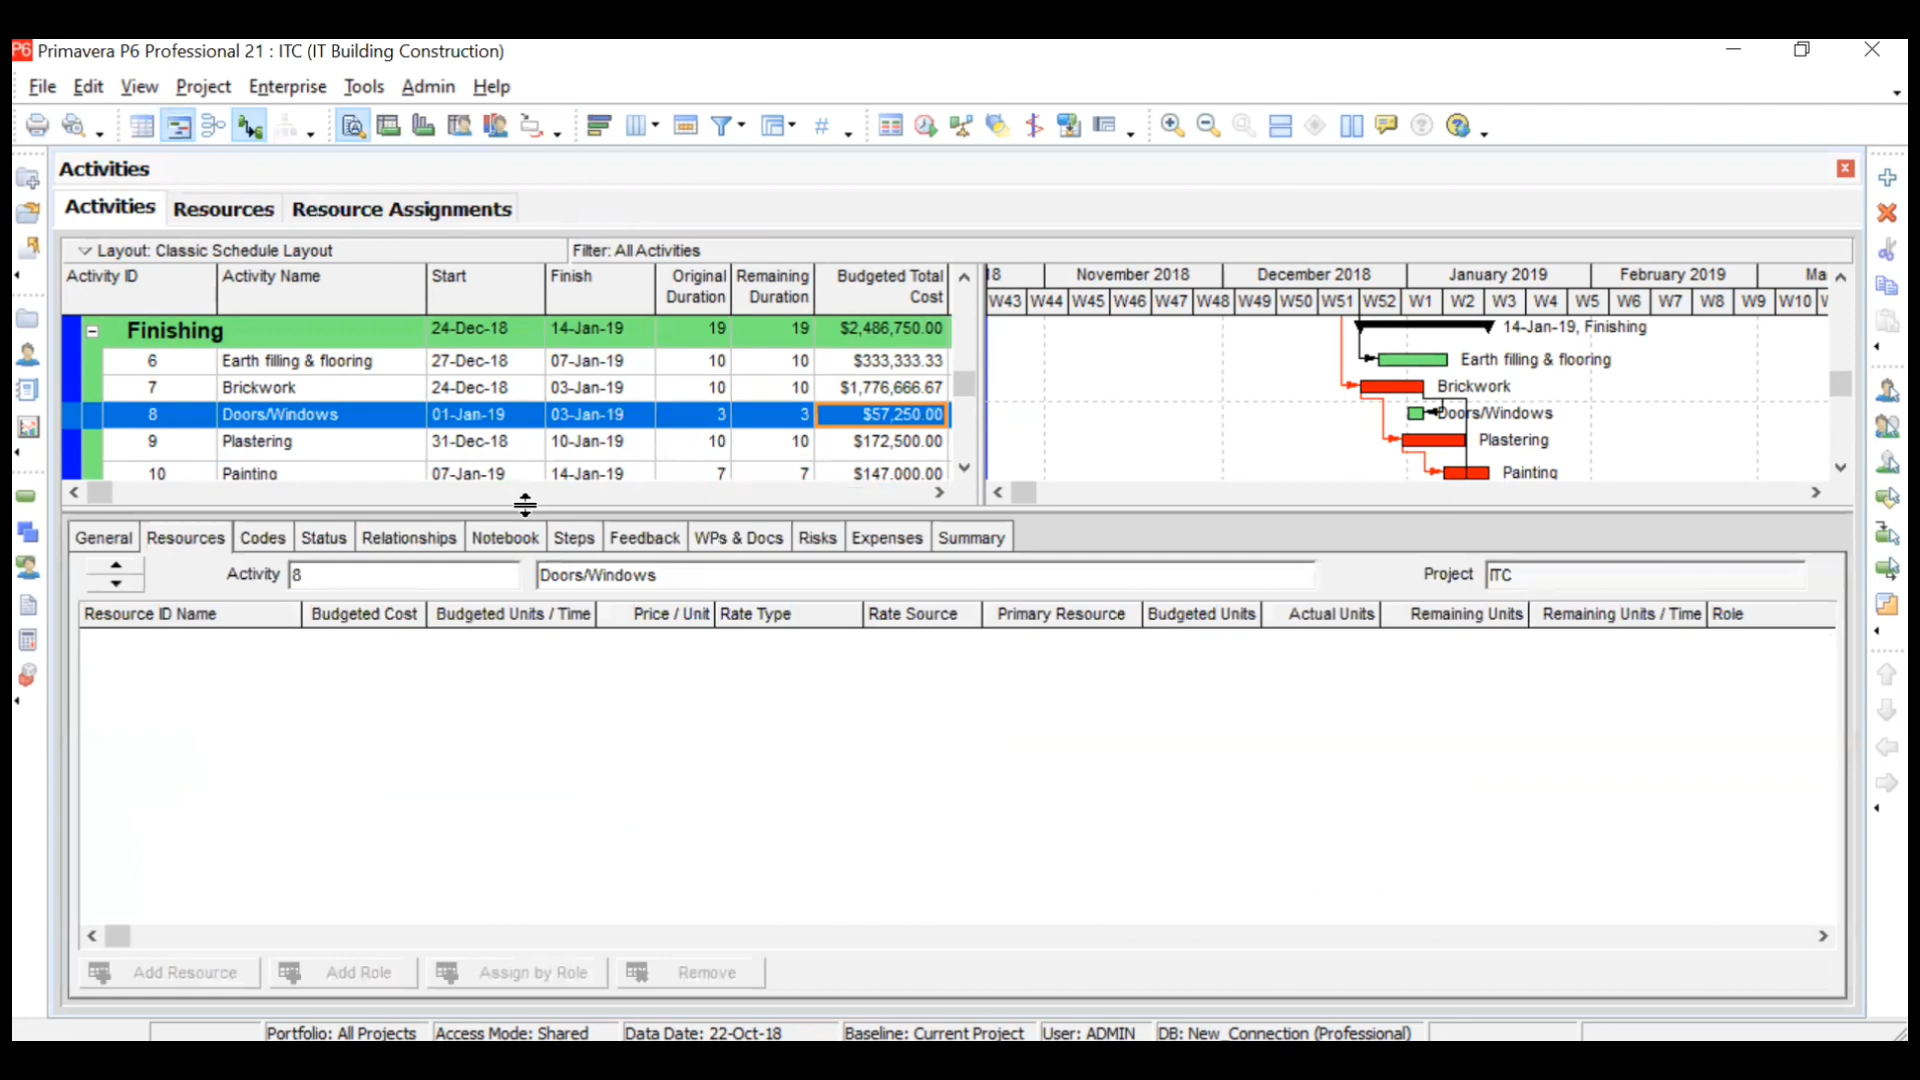 P6 Primavera P6 Professional 21 : ITC (IT Building Construction)
File Edit View Project Enterprise Tools Admin Help
Activities
Activities Resources Resource Assignments
Layout: Classic Schedule Layout Filter: All Activities
Activity ID Activity Name Start Finish Original Duration Remaining Duration Budgeted Total Cost
18 November 2018 December 2018 January 2019 February 2019 Ma
W43 W44 W45 W46 W47 W48 W49 W50 W51 W52 W1 W2 W3 W4 W5 W6 W7 W8 W9 W10
Finishing 24-Dec-18 14-Jan-19 19 19 $2,486,750.00 14-Jan-19, Finishing
6 Earth filling & flooring 27-Dec-18 07-Jan-19 10 10 $333,333.33 Earth filling & flooring
7 Brickwork 24-Dec-18 03-Jan-19 10 10 $1,776,666.67 Brickwork
8 Doors/Windows 01-Jan-19 03-Jan-19 3 3 $57,250.00 Doors/Windows
9 Plastering 31-Dec-18 10-Jan-19 10 10 $172,500.00 Plastering
10 Painting 07-Jan-19 14-Jan-19 7 7 $147,000.00 Painting
General Resources Codes Status Relationships Notebook Steps Feedback WPs & Docs Risks Expenses Summary
Activity 8 Doors/Windows Project ITC
Resource ID Name Budgeted Cost Budgeted Units / Time Price / Unit Rate Type Rate Source Primary Resource Budgeted Units Actual Units Remaining Units Remaining Units / Time Role
Add Resource Add Role Assign by Role Remove
Portfolio: All Projects Access Mode: Shared Data Date: 22-Oct-18 Baseline: Current Project User: ADMIN DB: New_Connection (Professional)